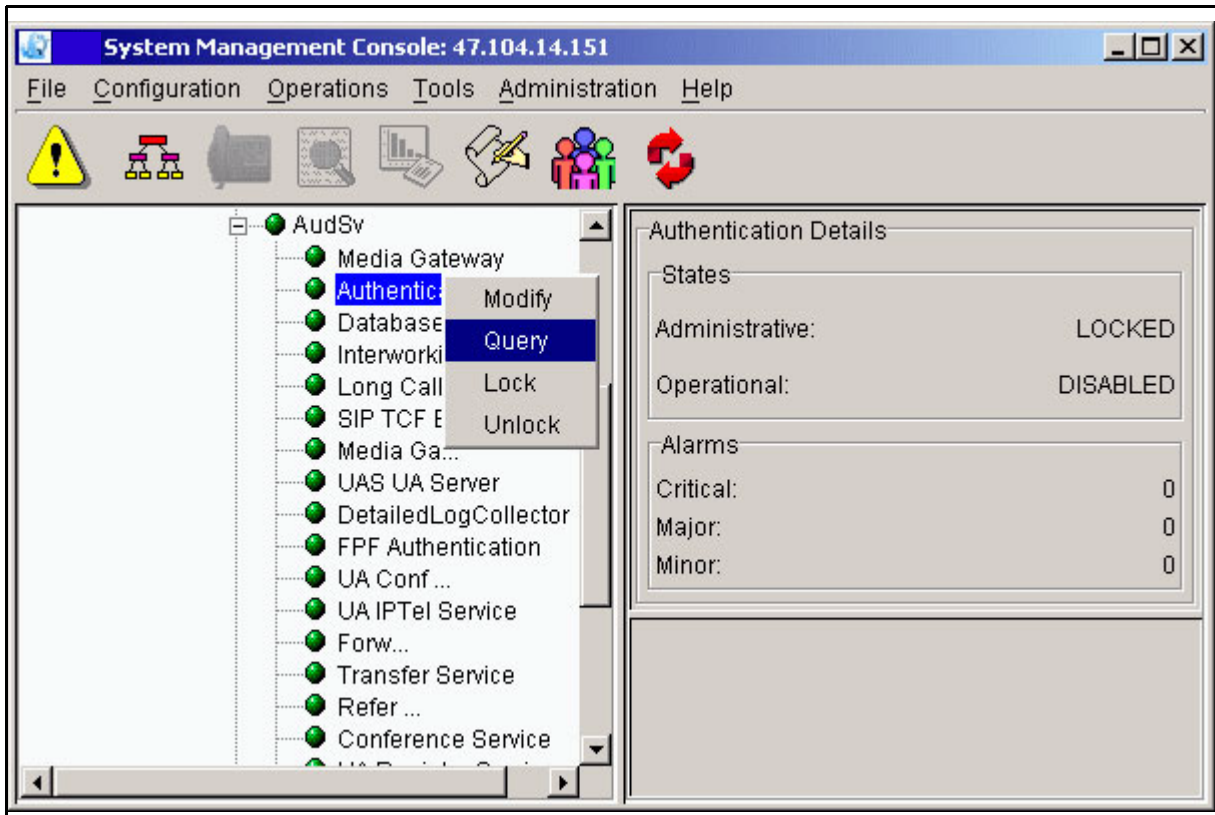 System Management Console: 47.104.14.151
File Configuration Operations Tools Administration Help
AudSv
Media Gateway
Authentic
Database
Interworki
Long Call
SIP TCF
Media Ga...
UAS UA Server
DetailedLogCollector
FPF Authentication
UA Conf ...
UA IPTel Service
Forw...
Transfer Service
Refer ...
Conference Service
Modify
Query
Lock
Unlock
Authentication Details
States
Administrative: LOCKED
Operational: DISABLED
Alarms
Critical: 0
Major: 0
Minor: 0